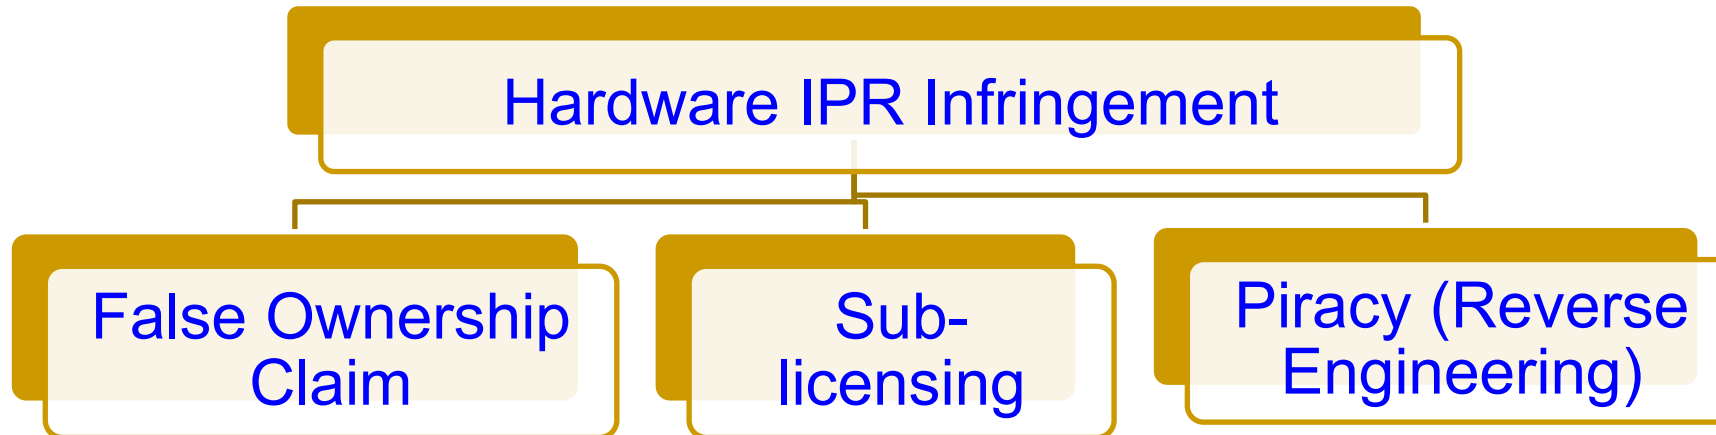 Hardware IPR Infringement
False Ownership
Claim
Sub-
licensing
Piracy (Reverse
Engineering)